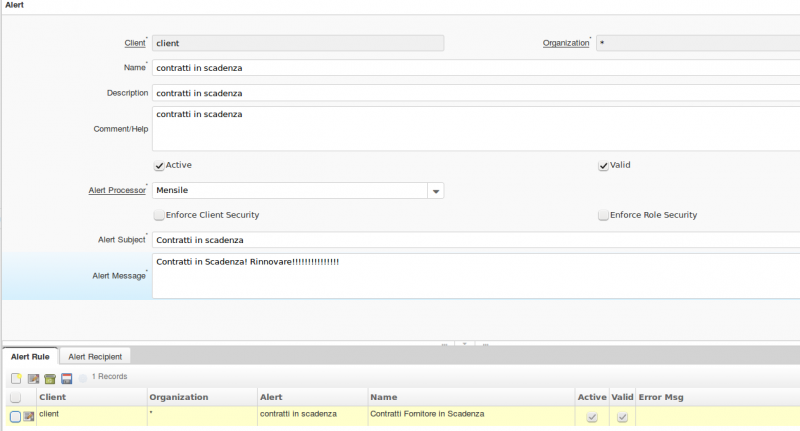 Alert
Client* client Organization* *
Name* contratti in scadenza
Description contratti in scadenza
Comment/Help contratti in scadenza
Active Valid
Alert Processor* Mensile
Enforce Client Security Enforce Role Security
Alert Subject* Contratti in scadenza
Alert Message* Contratti in Scadenza! Rinnovare!!!!!!!!!!!!!!!
Alert Rule Alert Recipient
1 Records
Client Organization Alert Name Active Valid Error Msg
client * contratti in scadenza Contratti Fornitore in Scadenza